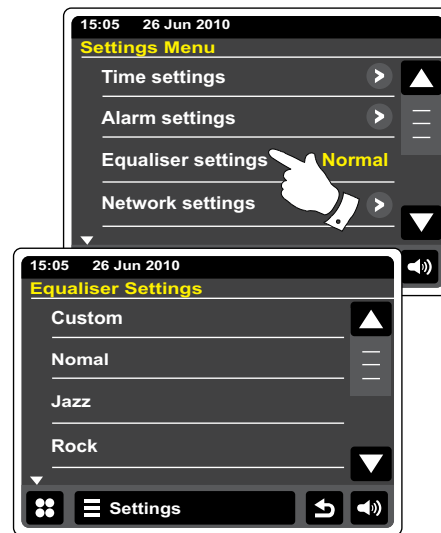 15:05 26 Jun 2010
Settings Menu
Time settings
Alarm settings
Equaliser settings Normal
Network settings
15:05 26 Jun 2010
Equaliser Settings
Custom
Nomal
Jazz
Rock
Settings